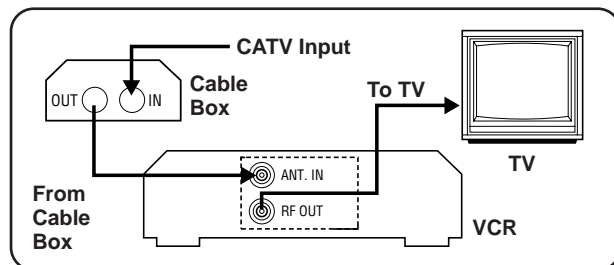 CATV Input
OUT
IN
Cable
Box
To TV
TV
ANT. IN
RF OUT
From
Cable
Box
VCR